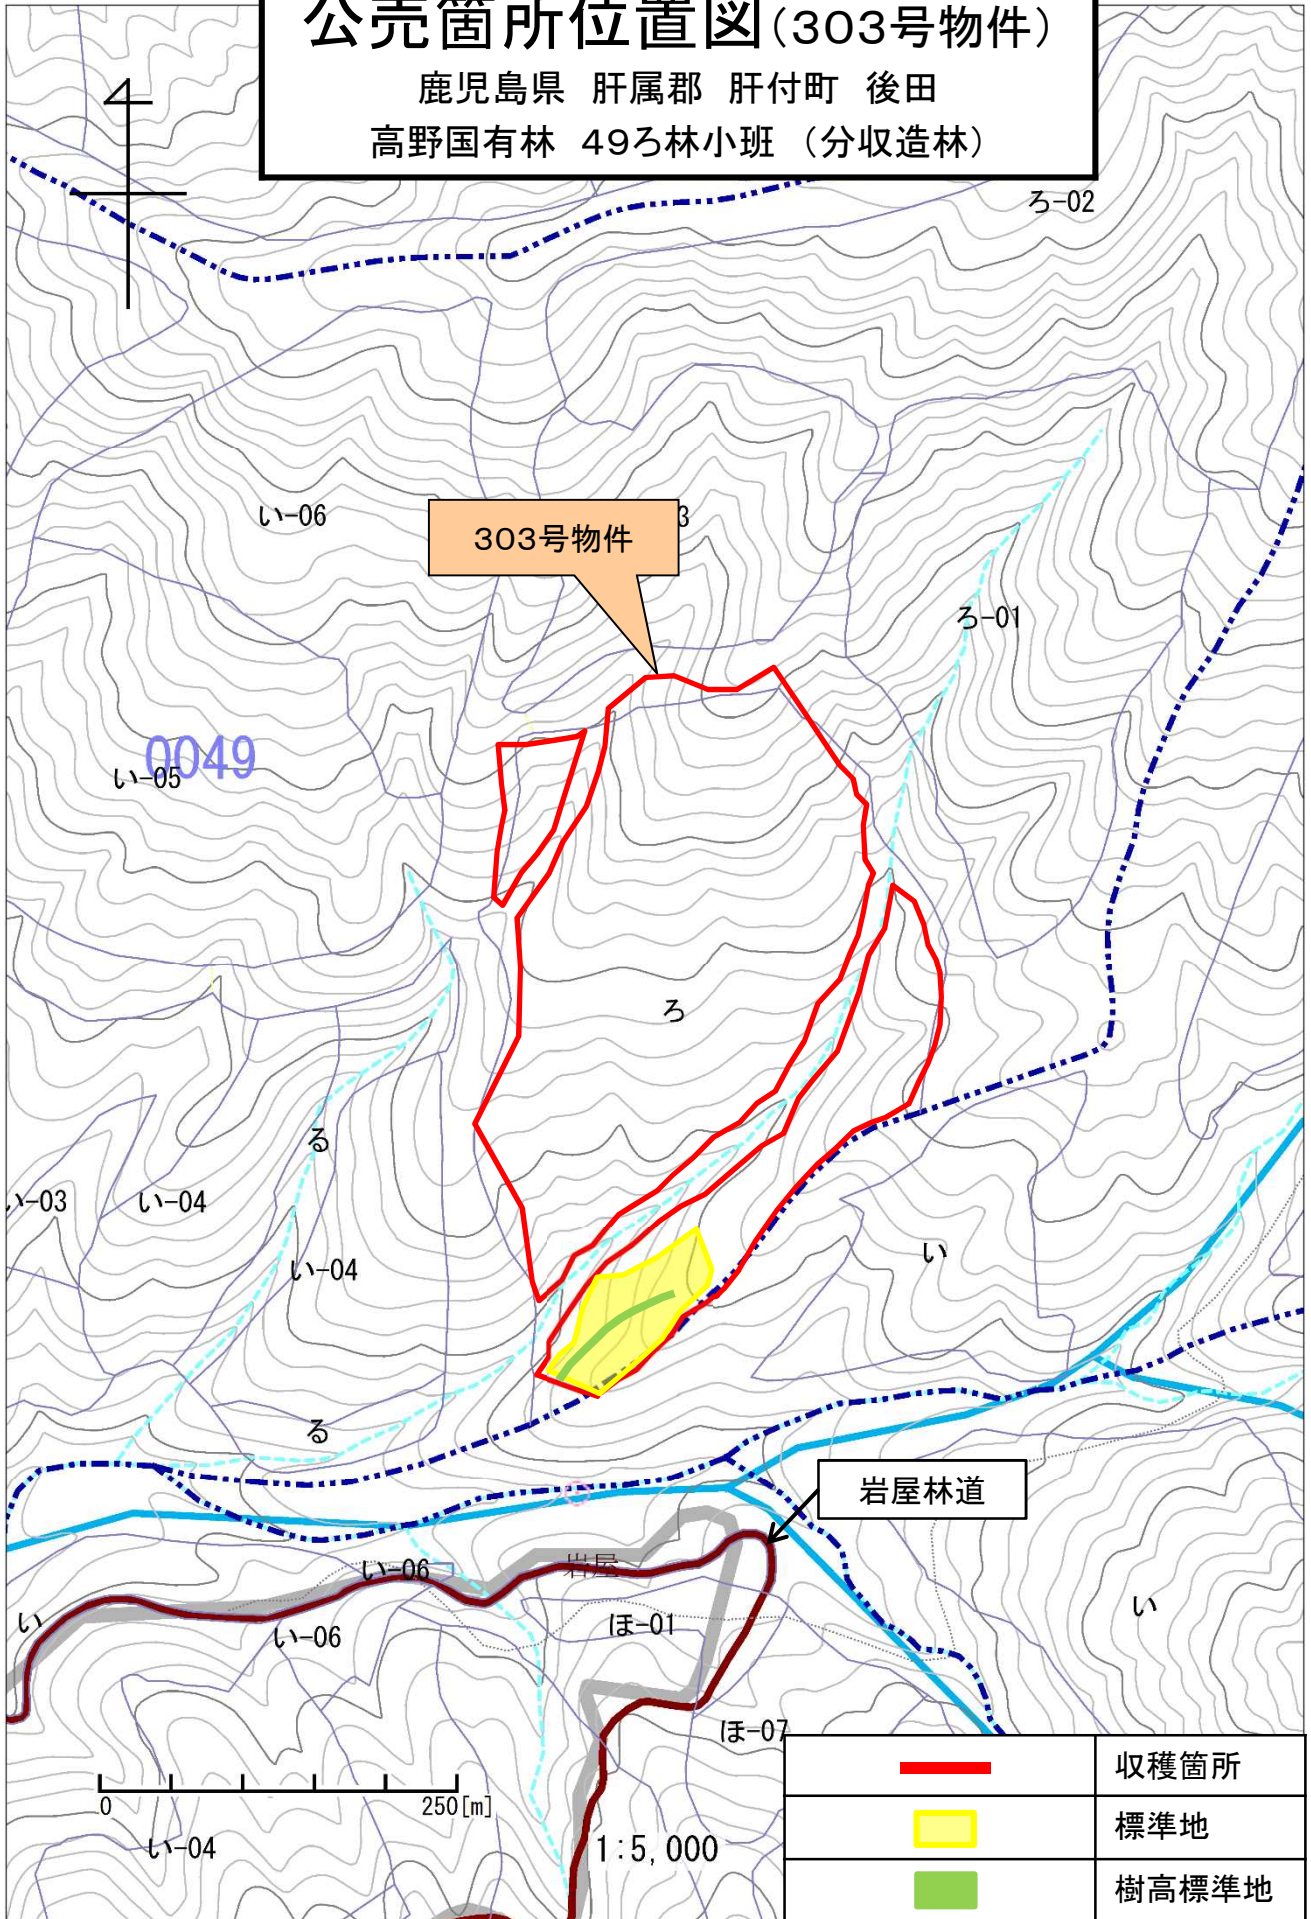 公売箇所位置図(303号物件)
鹿児島県 肝属郡 肝付町 後田
高野国有林 49ろ林小班 (分収造林)
ろ-02
い-06
303号物件
3
ろ-01
0049
い-05
ろ
る
い-03
い-04
い-04
い
る
岩屋林道
岩屋
い-06
い
い-06
ほ-01
い
ほ-07
収穫箇所
0
250[m]
標準地
い-04
1:5,000
樹高標準地